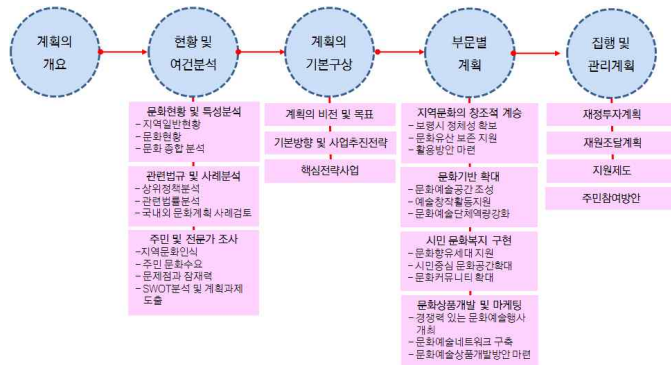 계획의
개요
현황 및
여건분석
계획의
기본구상
부문별
계획
집행 및
관리계획
문화현황 및 특성분석
– 지역일반현황
– 문화현황
– 문화 종합 분석
관련법규 및 사례분석
– 상위정책분석
– 관련법률분석
– 국내외 문화계획 사례검토
주민 및 전문가 조사
–지역문화인식
– 주민 문화수요
– 문제점과 잠재력
– SWOT분석 및 계획과제
도출
계획의 비전 및 목표
기본방향 및 사업추진전략
핵심전략사업
지역문화의 창조적 계승
– 보령시 정체성 확보
– 문화유산 보존 지원
– 활용방안 마련
문화기반 확대
– 문화예술공간 조성
– 예술창작활동지원
– 문화예술단체역량강화
시민 문화복지 구현
– 문화향유세대 지원
– 시민중심 문화공간확대
– 문화커뮤니티 확대
문화상품개발 및 마케팅
– 경쟁력 있는 문화예술행사
개최
– 문화예술네트워크 구축
– 문화예술상품개발방안 마련
재정투자계획
재원조달계획
지원제도
주민참여방안